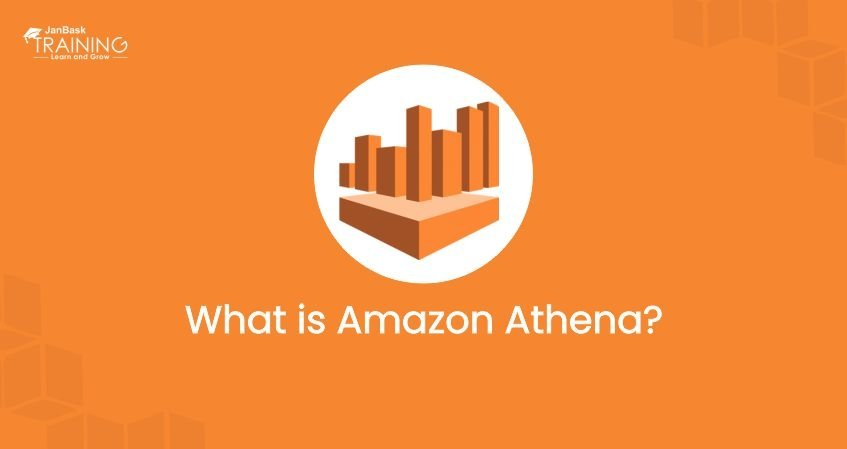 JanBask
TRAINING
Learn and Grow
What is Amazon Athena?